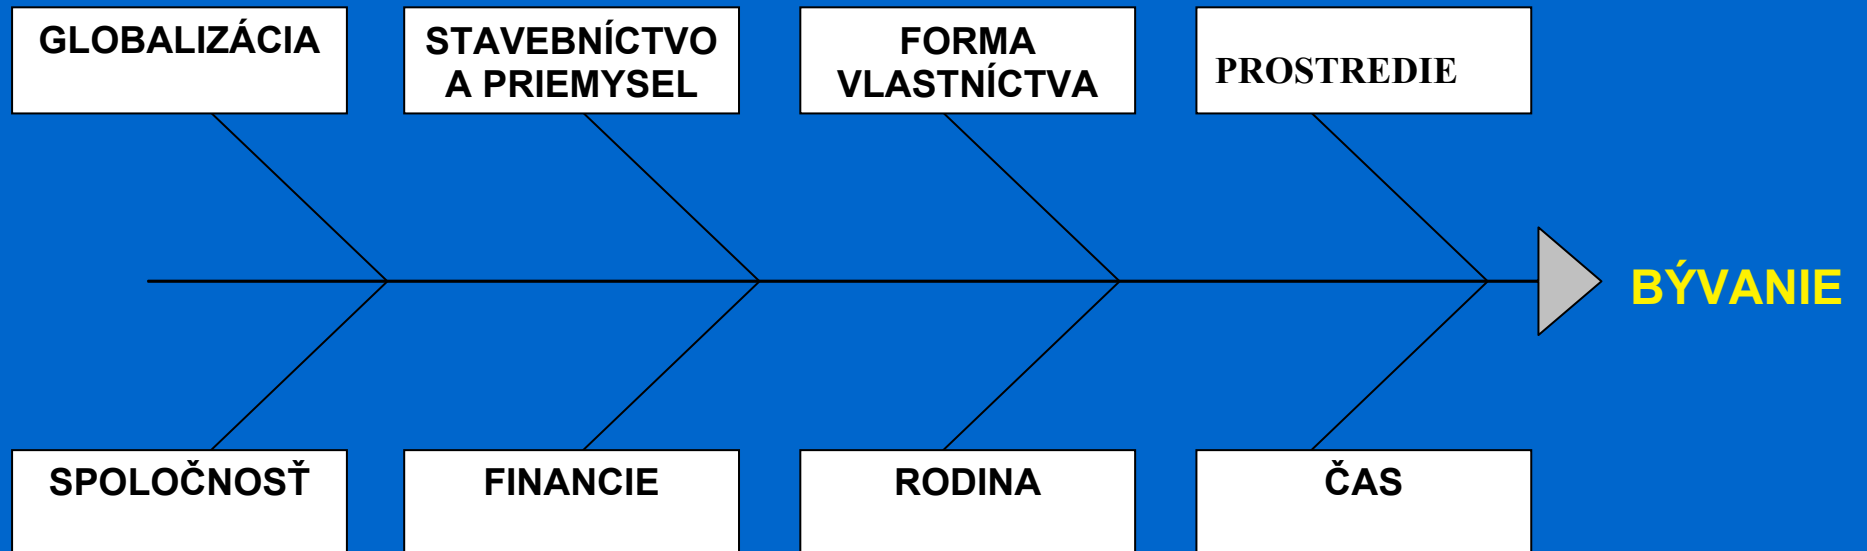 GLOBALIZÁCIA
STAVEBNÍCTVO
A PRIEMYSEL
FORMA
VLASTNÍCTVA
PROSTREDIE
BÝVANIE
SPOLOČNOSŤ
FINANCIE
RODINA
ČAS